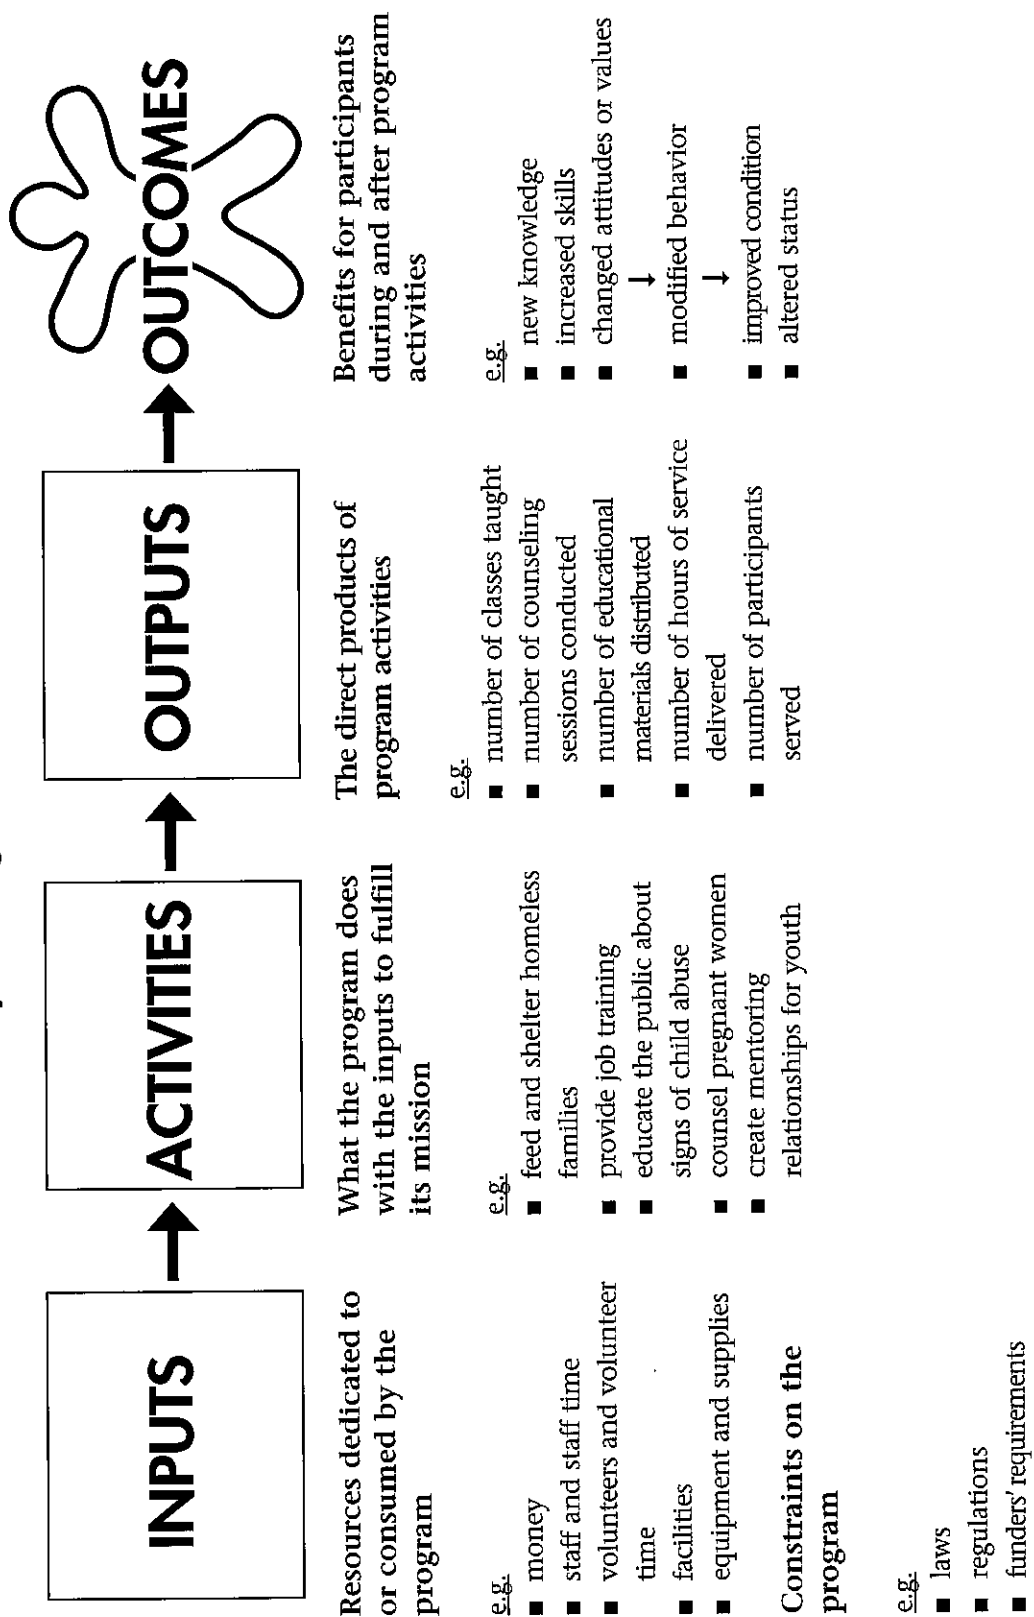 INPUTS
ACTIVITIES
OUTPUTS
OUTCOMES
Resources dedicated to
or consumed by the
program
e.g.
■ money
■ staff and staff time
■ volunteers and volunteer
time
■ facilities
■ equipment and supplies
Constraints on the
program
e.g.
■ laws
■ regulations
■ funders' requirements
What the program does
with the inputs to fulfill
its mission
e.g.
■ feed and shelter homeless
families
■ provide job training
■ educate the public about
signs of child abuse
■ counsel pregnant women
■ create mentoring
relationships for youth
The direct products of
program activities
e.g.
■ number of classes taught
■ number of counseling
sessions conducted
■ number of educational
materials distributed
■ number of hours of service
delivered
■ number of participants
served
Benefits for participants
during and after program
activities
e.g.
■ new knowledge
■ increased skills
■ changed attitudes or values
↓
■ modified behavior
↓
■ improved condition
■ altered status